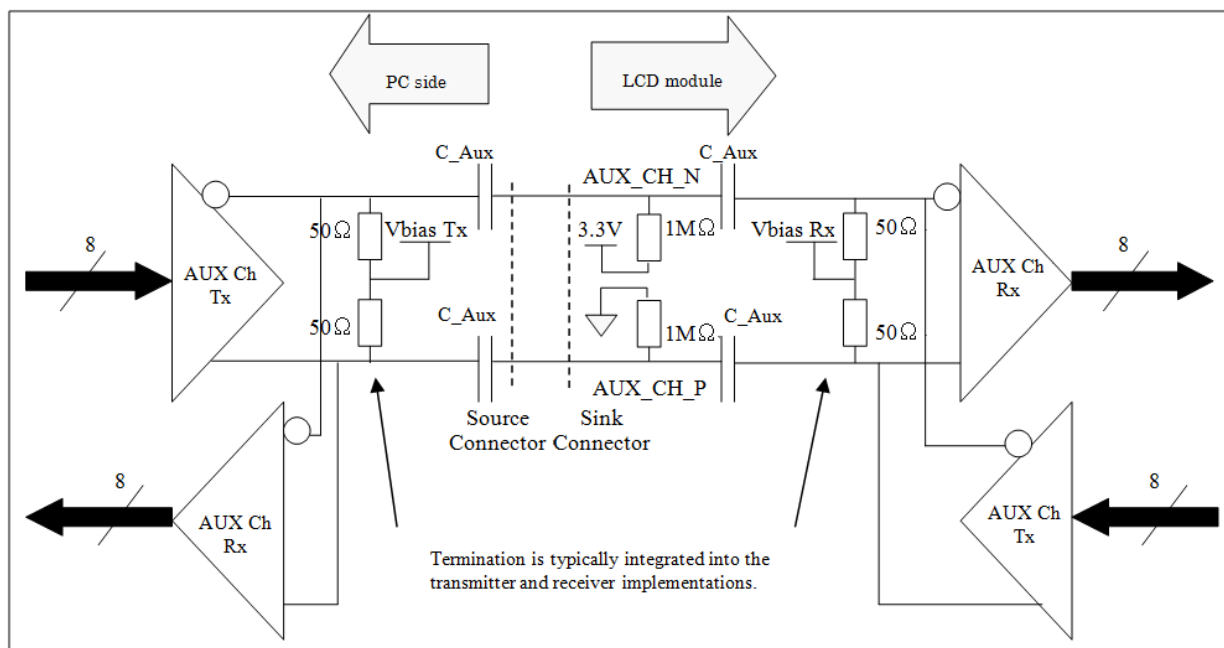 PC side
LCD module
C_Aux
C_Aux
AUX_CH_N
50Ω
Vbias Tx
3.3V
1MΩ
Vbias Rx
50Ω
8
AUX Ch
Tx
AUX Ch
Rx
8
50Ω
C_Aux
1MΩ
C_Aux
50Ω
AUX_CH_P
Source
Connector
Sink
Connector
8
AUX Ch
Rx
AUX Ch
Tx
8
Termination is typically integrated into the
transmitter and receiver implementations.